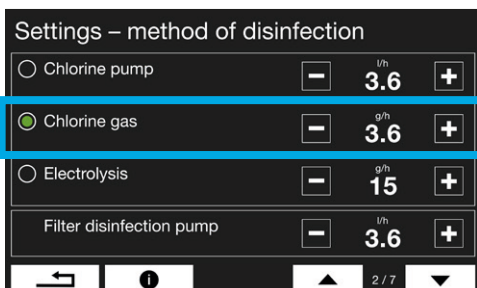 Settings – method of disinfection
Chlorine pump
l/h
3.6
Chlorine gas
g/h
3.6
Electrolysis
g/h
15
Filter disinfection pump
l/h
3.6
2/7